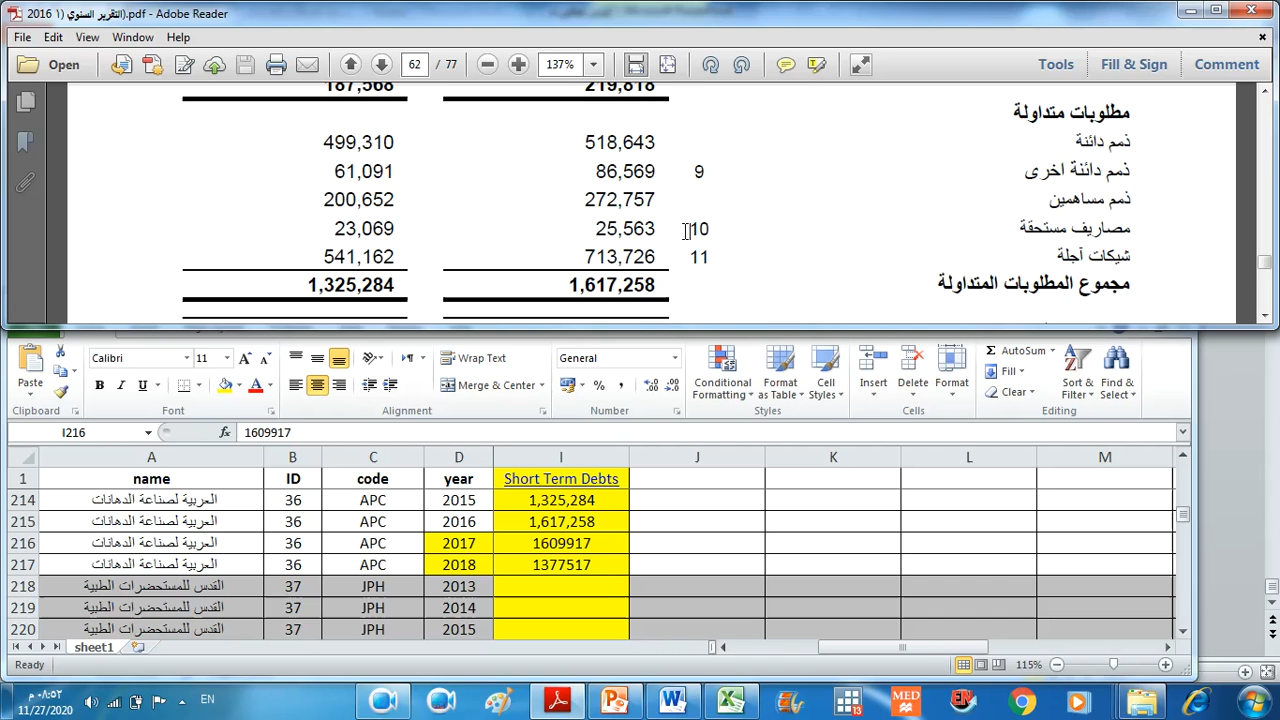 التقرير السنوي (١ 2016).pdf - Adobe Reader
File Edit View Window Help
Open 62 / 77 137% Tools Fill & Sign Comment
187,568 219,818
مطلوبات متداولة
499,310 518,643 ذمم دائنة
61,091 86,569 9 ذمم دائنة اخرى
200,652 272,757 ذمم مساهمين
23,069 25,563 10 مصاريف مستحقة
541,162 713,726 11 شيكات آجلة
1,325,284 1,617,258 مجموع المطلوبات المتداولة
Calibri 11 Wrap Text General AutoSum
Paste Merge & Center Conditional Formatting Format as Table Cell Styles Insert Delete Format Fill Clear Sort & Filter Find & Select
Clipboard Font Alignment Number Styles Cells Editing
I216 fx 1609917
A B C D I J K L M
1 name ID code year Short Term Debts
214 العربية لصناعة الدهانات 36 APC 2015 1,325,284
215 العربية لصناعة الدهانات 36 APC 2016 1,617,258
216 العربية لصناعة الدهانات 36 APC 2017 1609917
217 العربية لصناعة الدهانات 36 APC 2018 1377517
218 القدس للمستحضرات الطبية 37 JPH 2013
219 القدس للمستحضرات الطبية 37 JPH 2014
220 القدس للمستحضرات الطبية 37 JPH 2015
sheet1
Ready 115%
٠٨:٥٢ م
11/27/2020
EN
13
MED
EN